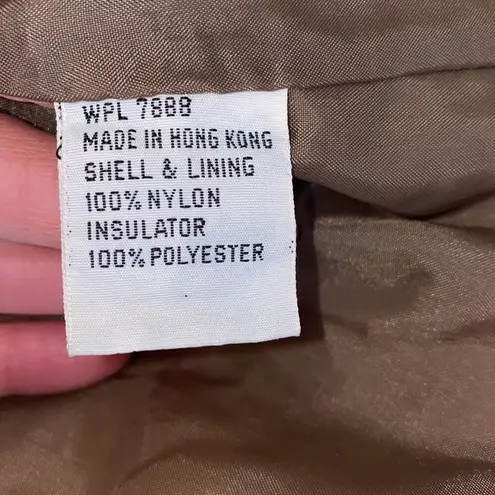 WPL 7888
MADE IN HONG KONG
SHELL & LINING
100% NYLON
INSULATOR
100% POLYESTER